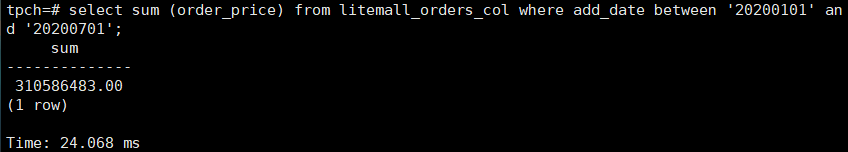 tpch=# select sum (order_price) from litemall_orders_col where add_date between '20200101' an
d '20200701';
     sum
--------------
 310586483.00
(1 row)

Time: 24.068 ms